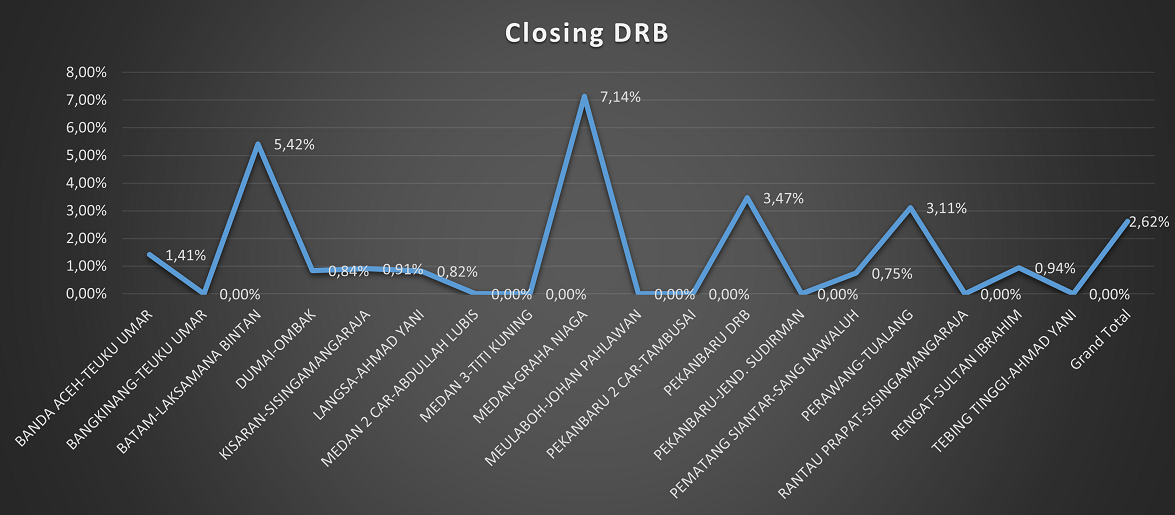 Closing DRB
8,00%
7,00%
6,00%
5,00%
4,00%
3,00%
2,00%
1,00%
0,00%
1,41%
0,00%
5,42%
0,84%
0,91%
0,82%
0,00%
0,00%
7,14%
0,00%
0,00%
3,47%
0,00%
0,75%
3,11%
0,00%
0,94%
0,00%
2,62%
BANDA ACEH-TEUKU UMAR
BANGKINANG-TEUKU UMAR
BATAM-LAKSAMANA BINTAN
DUMAI-OMBAK
KISARAN-SISINGAMANGARAJA
LANGSA-AHMAD YANI
MEDAN 2 CAR-ABDULLAH LUBIS
MEDAN 3-TITI KUNING
MEDAN-GRAHA NIAGA
MEULABOH-JOHAN PAHLAWAN
PEKANBARU 2 CAR-TAMBUSAI
PEKANBARU DRB
PEKANBARU-JEND. SUDIRMAN
PEMATANG SIANTAR-SANG NAWALUH
PERAWANG-TUALANG
RANTAU PRAPAT-SISINGAMANGARAJA
RENGAT-SULTAN IBRAHIM
TEBING TINGGI-AHMAD YANI
Grand Total